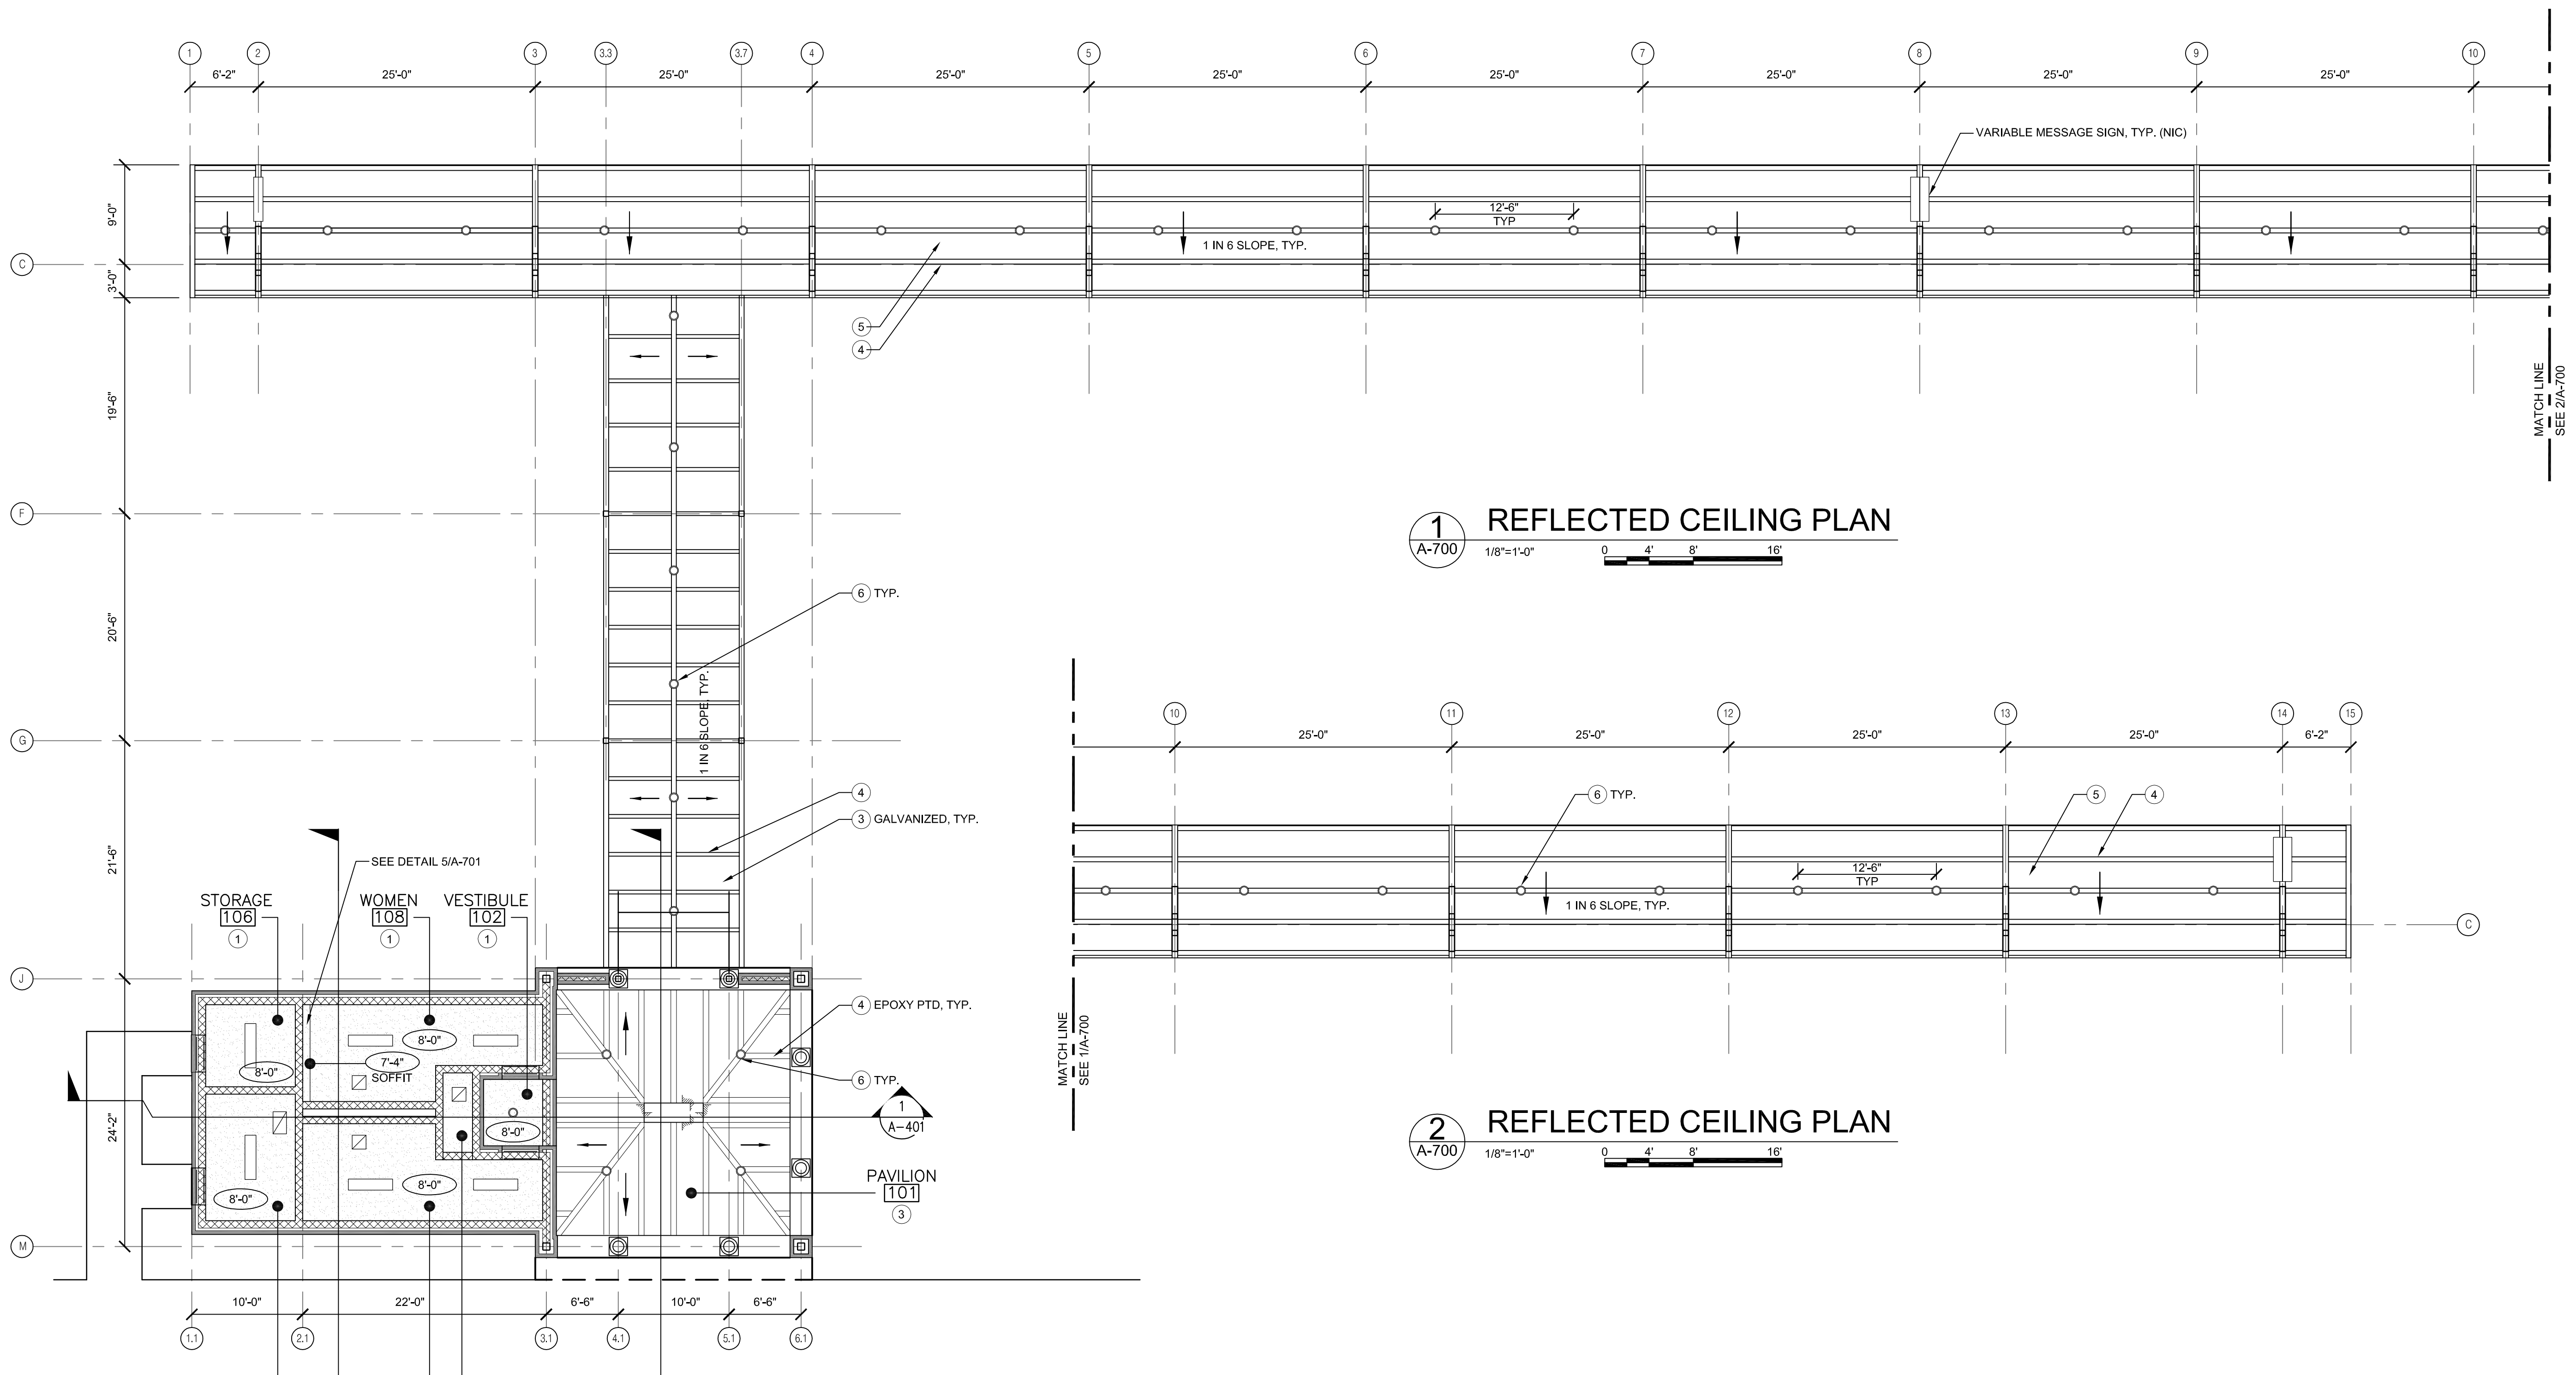 1 2 3 3.3 3.7 4 5 6 7 8 9 10
6'-2" 25'-0" 25'-0" 25'-0" 25'-0" 25'-0" 25'-0" 25'-0" 25'-0"
VARIABLE MESSAGE SIGN, TYP. (NIC)
9'-0"
12'-6"
TYP
1 IN 6 SLOPE, TYP.
C
3'-0"
5
4
19'-6"
MATCH LINE
SEE 2/A-700
F
1
A-700
REFLECTED CEILING PLAN
1/8"=1'-0"
0 4' 8' 16'
20'-6"
6 TYP.
1 IN 6 SLOPE, TYP.
G
4
3 GALVANIZED, TYP.
21'-6"
SEE DETAIL 5/A-701
STORAGE
106
1
WOMEN
108
1
VESTIBULE
102
1
J
4 EPOXY PTD, TYP.
8'-0"
7'-4"
SOFFIT
8'-0"
6 TYP.
1
A-401
8'-0"
24'-2"
PAVILION
101
3
8'-0"
8'-0"
M
10'-0" 22'-0" 6'-6" 10'-0" 6'-6"
1.1 2.1 3.1 4.1 5.1 6.1
10 11 12 13 14 15
25'-0" 25'-0" 25'-0" 25'-0" 6'-2"
6 TYP.
5
4
12'-6"
TYP
1 IN 6 SLOPE, TYP.
C
MATCH LINE
SEE 1/A-700
2
A-700
REFLECTED CEILING PLAN
1/8"=1'-0"
0 4' 8' 16'